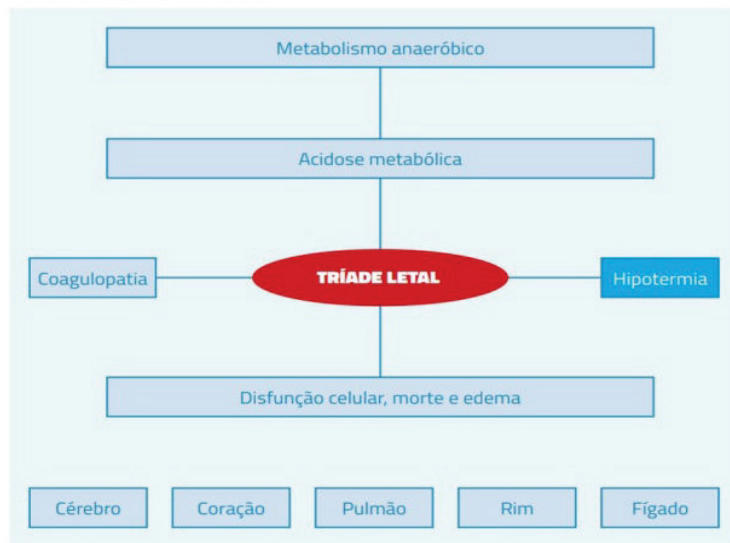 Metabolismo anaeróbico
Acidose metabólica
Coagulopatia
TRÍADE LETAL
Hipotermia
Disfunção celular, morte e edema
Cérebro
Coração
Pulmão
Rim
Fígado